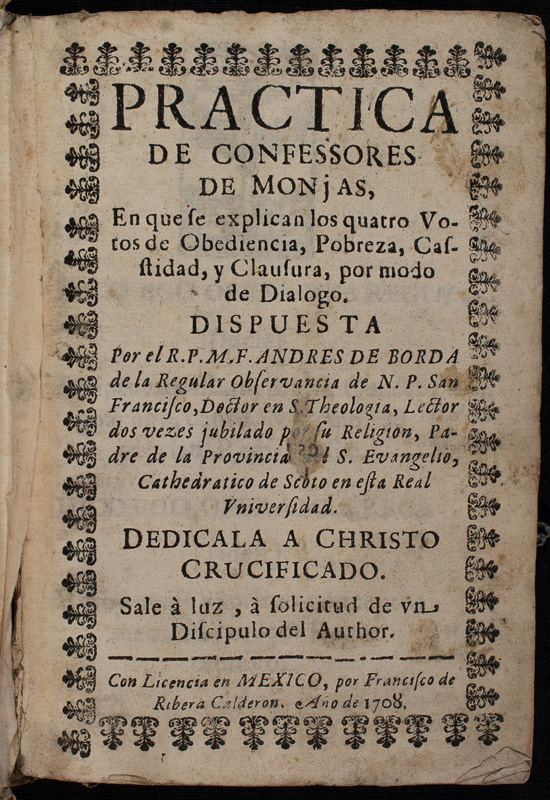 PRACTICA
DE CONFESSORES
DE MONjAS,
En que ſe explican los quatro Vo-
tos de Obediencia, Pobreza, Caſ-
ſtidad, y Clauſura, por modo
de Dialogo.
DISPUESTA
Por el R.P.M.F. ANDRES DE BORDA
de la Regular Obſervancia de N. P. San
Franciſco, Doctor en S. Theologia, Lector
dos vezes jubilado por ſu Religion, Pa-
dre de la Provincia S. Evangelio,
Cathedratico de Scoto en eſta Real
Vniverſidad.
DEDICALA A CHRISTO
CRUCIFICADO.
Sale à luz, à ſolicitud de vn
Diſcipulo del Author.
Con Licencia en MEXICO, por Franciſco de
Ribera Calderon. Año de 1708.